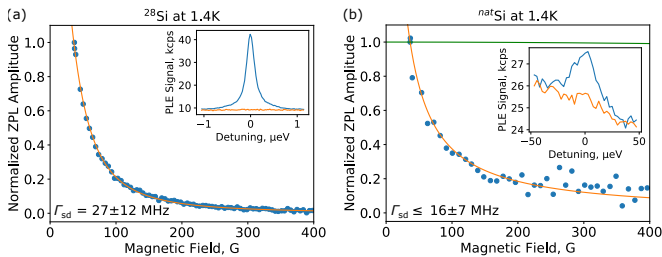 (a)
²⁸Si at 1.4K
Normalized ZPL Amplitude
1.0
0.8
0.6
0.4
0.2
0.0
PLE Signal, kcps
40
30
20
10
−1
0
1
Detuning, µeV
Γsd = 27±12 MHz
0
100
200
300
400
Magnetic Field, G
(b)
ⁿᵃᵗSi at 1.4K
Normalized ZPL Amplitude
1.0
0.8
0.6
0.4
0.2
0.0
PLE Signal, kcps
27
26
25
24
−50
0
50
Detuning, µeV
Γsd ≤ 16±7 MHz
0
100
200
300
400
Magnetic Field, G